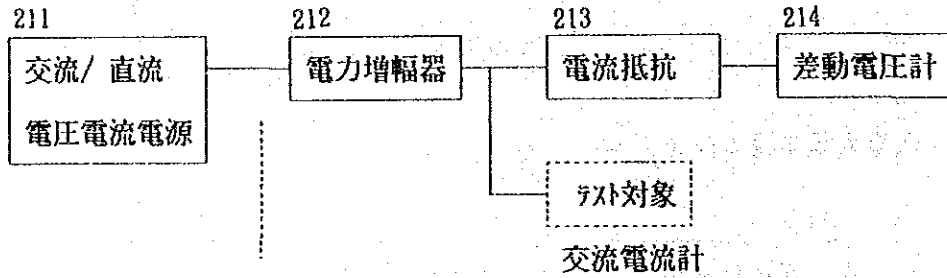 211
交流/ 直流
電圧電流電源
212
電力増幅器
213
電流抵抗
214
差動電圧計
テスト対象
交流電流計